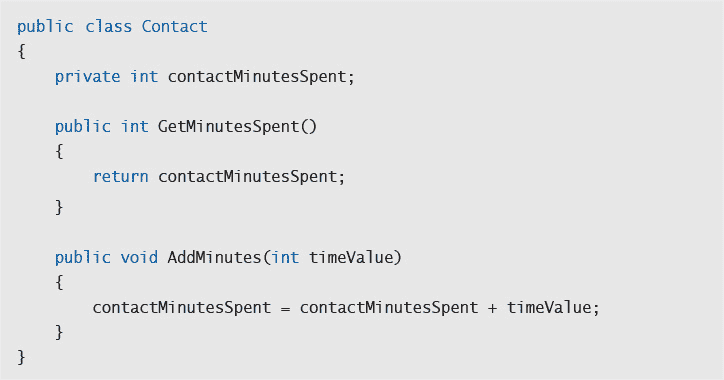 public class Contact
{
    private int contactMinutesSpent;

    public int GetMinutesSpent()
    {
        return contactMinutesSpent;
    }

    public void AddMinutes(int timeValue)
    {
        contactMinutesSpent = contactMinutesSpent + timeValue;
    }
}